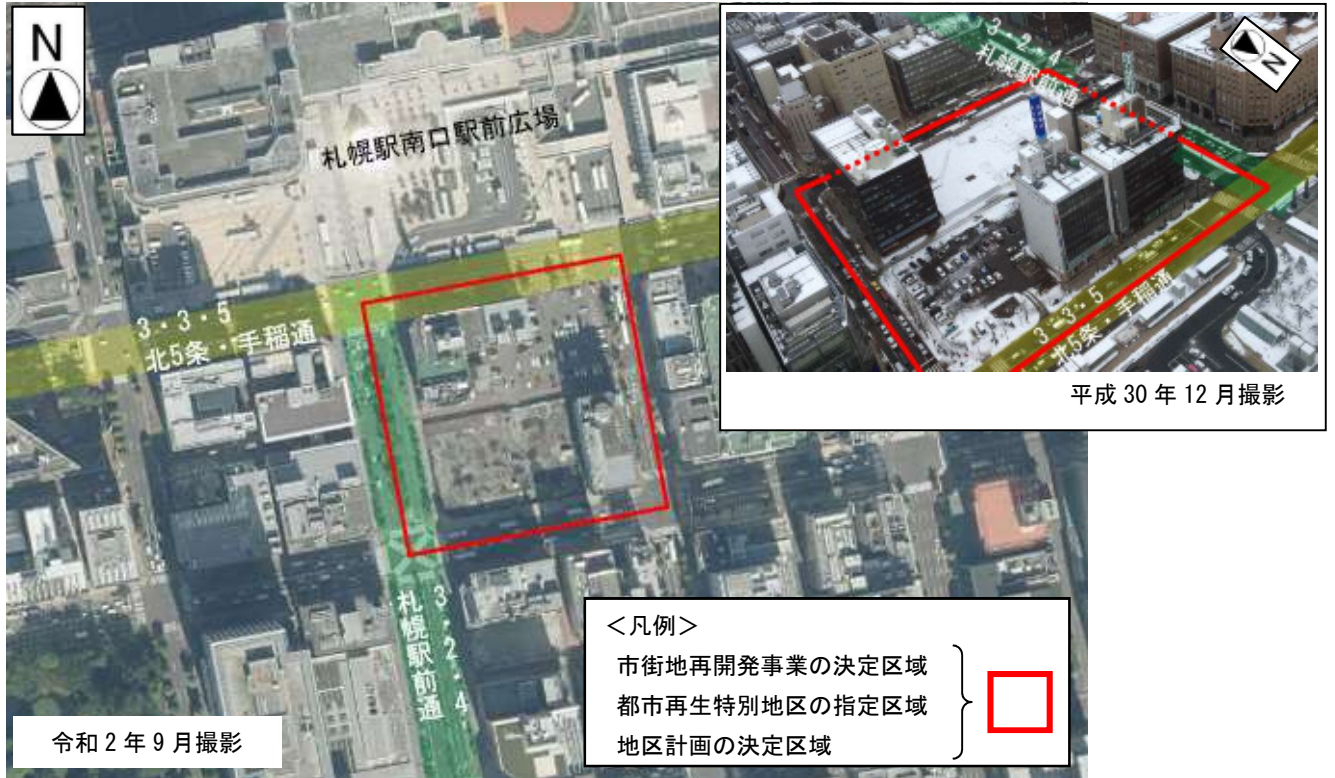 N
札幌駅南口駅前広場
3・3・5
北5条・手稲通
3・2・4
札幌駅前通
令和2年9月撮影
3・2・4
札幌駅前通
N
3・3・5
北5条・手稲通
平成30年12月撮影
＜凡例＞
市街地再開発事業の決定区域
都市再生特別地区の指定区域
地区計画の決定区域